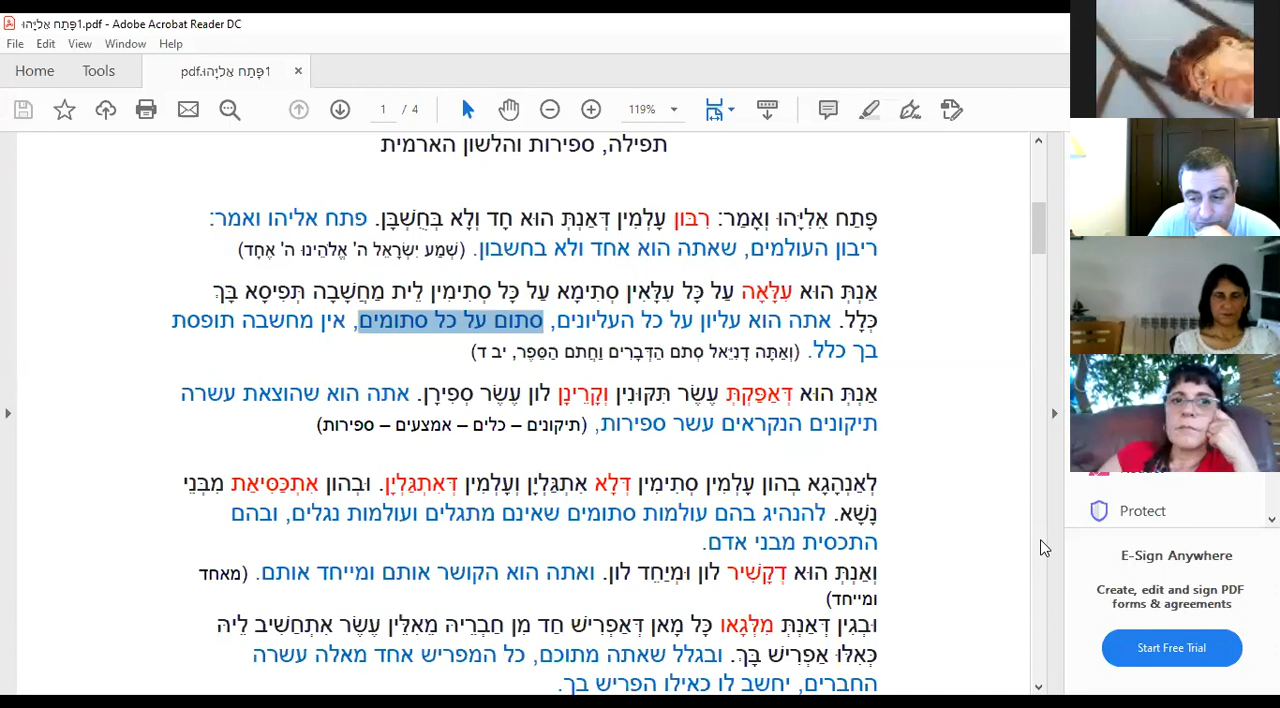 פָּתַח אֵלִיָּהוּ1.pdf - Adobe Acrobat Reader DC
File Edit View Window Help
Home Tools פָּתַח אֵלִיָּהוּ1.pdf ×
1 / 4 119%
תפילה, ספירות והלשון הארמית
פָּתַח אֵלִיָּהוּ וְאָמַר: רִבּוֹן עָלְמִין דְּאַנְתְּ הוּא חָד וְלָא בְּחֻשְׁבָּן. פתח אליהו ואמר:
ריבון העולמים, שאתה הוא אחד ולא בחשבון. (שְׁמַע יִשְׂרָאֵל ה' אֱלֹהֵינוּ ה' אֶחָד)
אַנְתְּ הוּא עִלָּאָה עַל כָּל עִלָּאִין סְתִימָא עַל כָּל סְתִימִין לֵית מַחֲשָׁבָה תְּפִיסָא בָּךְ
כְּלָל. אתה הוא עליון על כל העליונים, סתום על כל סתומים, אין מחשבה תופסת
בך כלל. (וְאַתָּה דָנִיֵּאל סְתֹם הַדְּבָרִים וַחֲתֹם הַסֵּפֶר, יב ד)
אַנְתְּ הוּא דְּאַפַּקְתְּ עֶשֶׂר תִּקּוּנִין וְקָרֵינָן לוֹן עֶשֶׂר סְפִירָן. אתה הוא שהוצאת עשרה
תיקונים הנקראים עשר ספירות, (תיקונים – כלים – אמצעים – ספירות)
לְאַנְהָגָא בְהוֹן עָלְמִין סְתִימִין דְּלָא אִתְגַּלְיָן וְעָלְמִין דְּאִתְגַּלְיָן. וּבְהוֹן אִתְכַּסִּיאַת מִבְּנֵי
נָשָׁא. להנהיג בהם עולמות סתומים שאינם מתגלים ועולמות נגלים, ובהם
התכסית מבני אדם.
וְאַנְתְּ הוּא דְקָשִׁיר לוֹן וּמְיַחֵד לוֹן. ואתה הוא הקושר אותם ומייחד אותם. (מאחד
ומייחד)
וּבְגִין דְּאַנְתְּ מִלְּגָאו כָּל מָאן דְּאַפְרִישׁ חַד מִן חַבְרֵיהּ מֵאִלֵּין עֶשֶׂר אִתְחַשִׁיב לֵיהּ
כְּאִלּוּ אַפְרִישׁ בָּךְ. ובגלל שאתה מתוכם, כל המפריש אחד מאלה עשרה
החברים, יחשב לו כאילו הפריש בך.
Protect
E-Sign Anywhere
Create, edit and sign PDF
forms & agreements
Start Free Trial